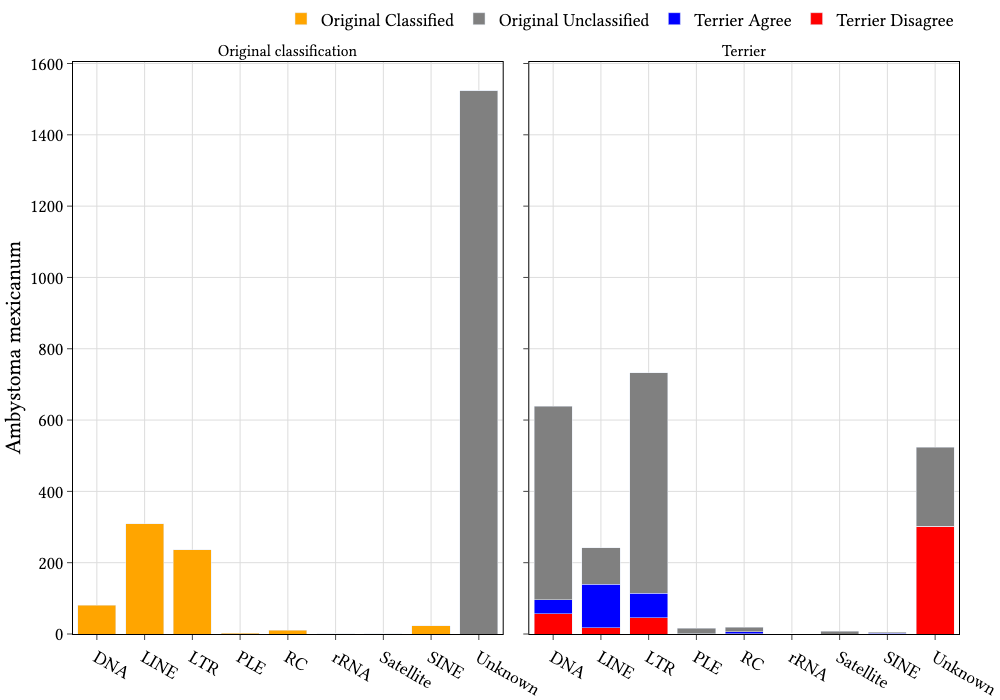 Original Classified Original Unclassified Terrier Agree Terrier Disagree
Original classification Terrier
Ambystoma mexicanum
1600
1400
1200
1000
800
600
400
200
0
DNA LINE LTR PLE RC rRNA Satellite SINE Unknown
DNA LINE LTR PLE RC rRNA Satellite SINE Unknown